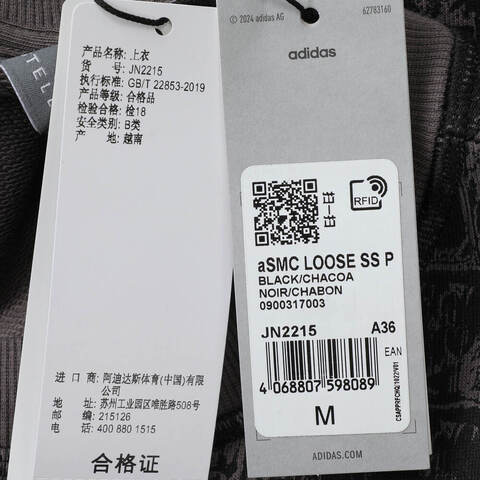 产品名称: 上衣
货 号: JN2215
执行标准: GB/T 22853-2019
产品等级: 合格品
检验合格: 检18
安全类别: B类
产 地: 越南
进 口 商: 阿迪达斯体育(中国)有限公司
地 址: 苏州工业园区唯胜路508号
邮 编: 215126
电 话: 400 880 1515
合格证
© 2024 adidas AG
62783160
adidas
RFID
aSMC LOOSE SS P
BLACK/CHACOA
NOIR/CHABON
0900317003
JN2215 A36
EAN
4 068807 598089
M
ADIDAS.COM